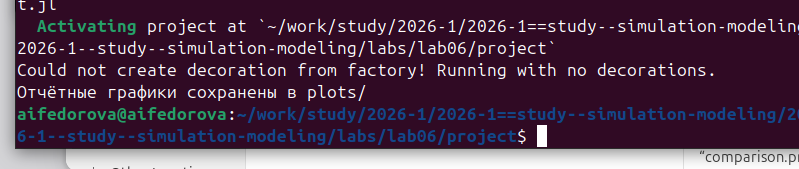 t.jl
Activating project at `~/work/study/2026-1/2026-1==study--simulation-modeling
2026-1--study--simulation-modeling/labs/lab06/project`
Could not create decoration from factory! Running with no decorations.
Отчётные графики сохранены в plots/
aifedorova@aifedorova:~/work/study/2026-1/2026-1==study--simulation-modeling/20
6-1--study--simulation-modeling/labs/lab06/project$
"comparison.pr